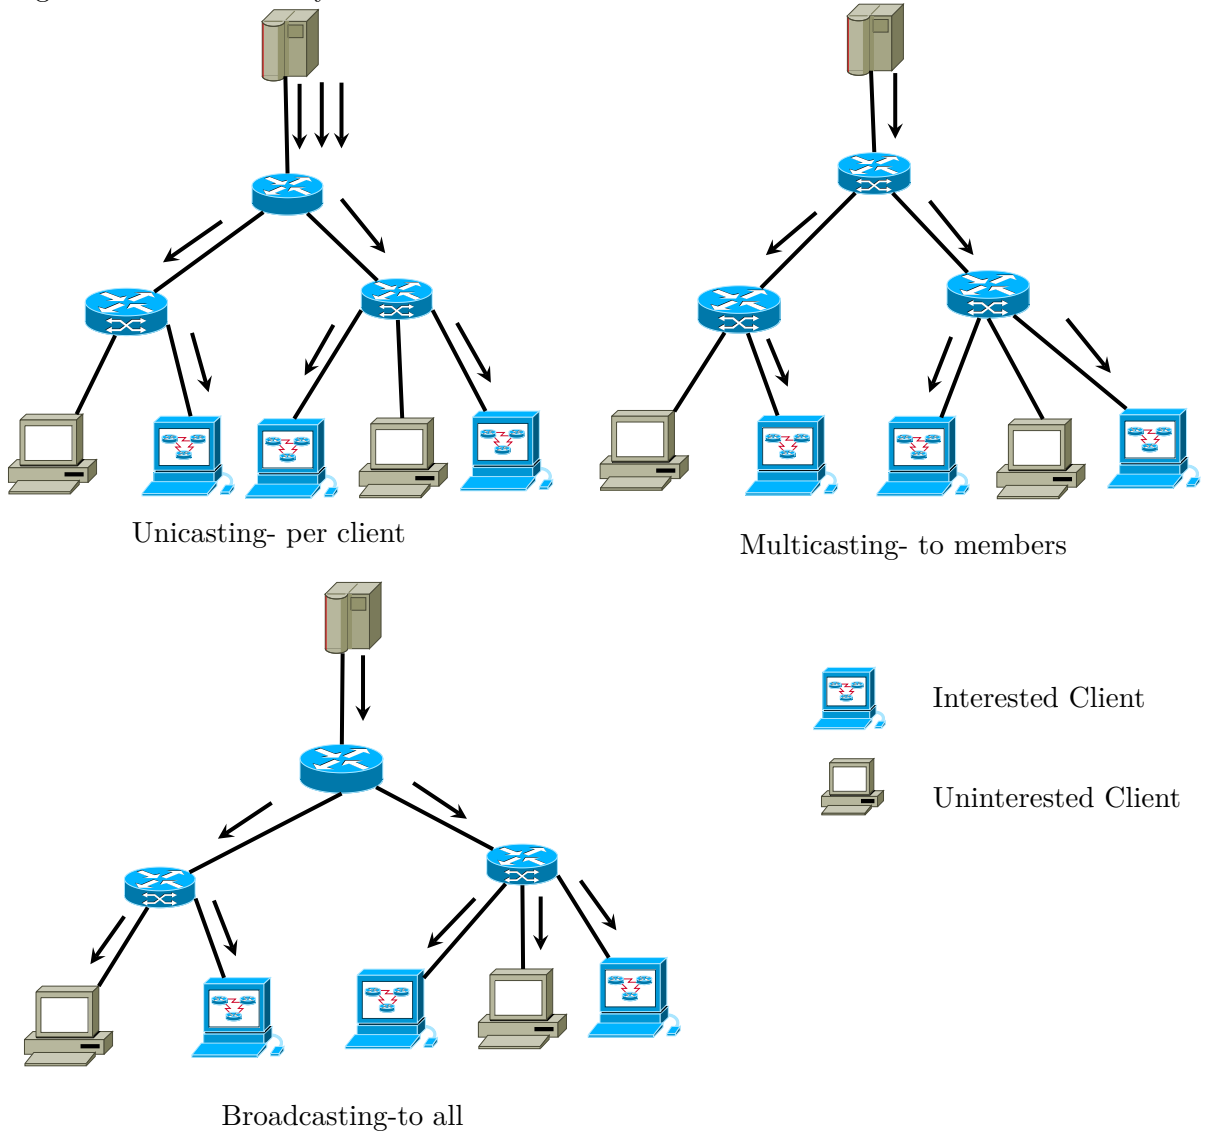 Unicasting- per client
Multicasting- to members
Interested Client
Uninterested Client
Broadcasting-to all